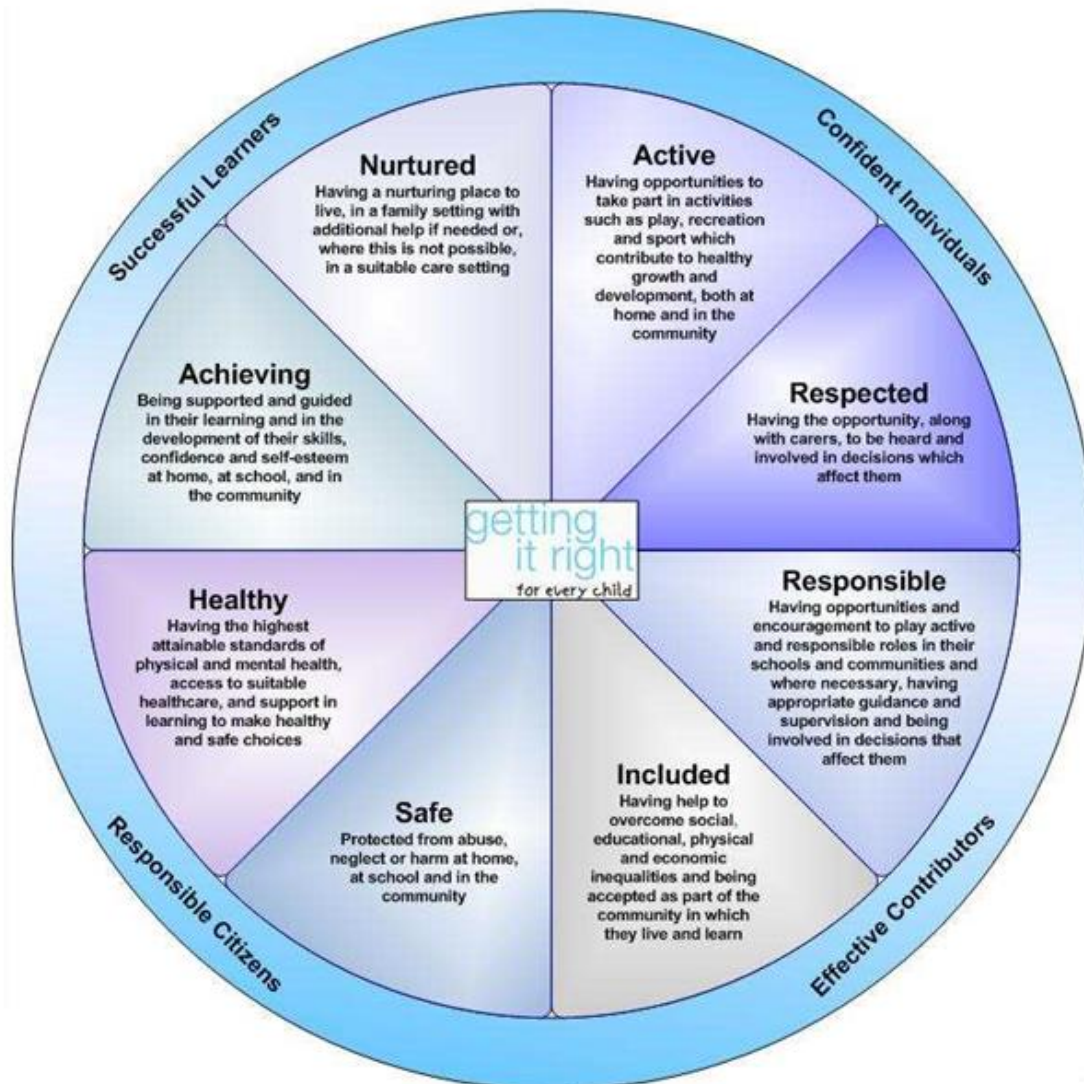 Successful Learners
Confident Individuals
Nurtured
Having a nurturing place to
live, in a family setting with
additional help if needed or,
where this is not possible,
in a suitable care setting
Active
Having opportunities to
take part in activities
such as play, recreation
and sport which
contribute to healthy
growth and
development, both at
home and in the
community
Achieving
Being supported and guided
in their learning and in the
development of their skills,
confidence and self-esteem
at home, at school, and in
the community
Respected
Having the opportunity, along
with carers, to be heard and
involved in decisions which
affect them
getting
it right
for every child
Healthy
Having the highest
attainable standards of
physical and mental health,
access to suitable
healthcare, and support in
learning to make healthy
and safe choices
Responsible
Having opportunities and
encouragement to play active
and responsible roles in their
schools and communities and
where necessary, having
appropriate guidance and
supervision and being
involved in decisions that
affect them
Safe
Protected from abuse,
neglect or harm at home,
at school and in the
community
Included
Having help to
overcome social,
educational, physical
and economic
inequalities and being
accepted as part of the
community in which
they live and learn
Responsible Citizens
Effective Contributors